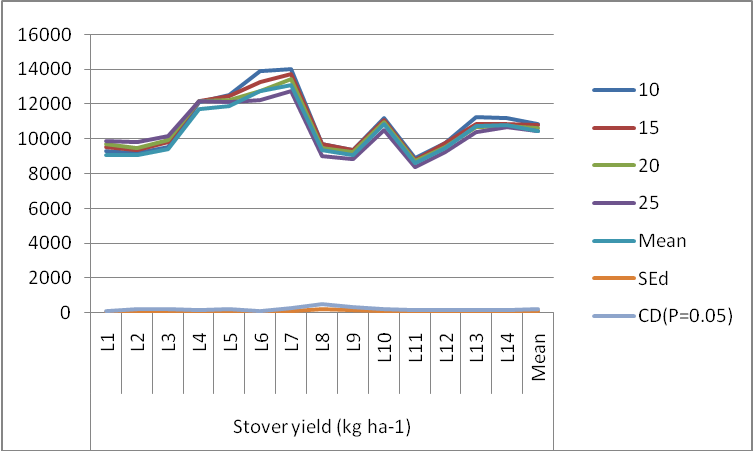 16000
14000
12000
10000
8000
6000
4000
2000
0
L1
L2
L3
L4
L5
L6
L7
L8
L9
L10
L11
L12
L13
L14
Mean
Stover yield (kg ha-1)
10
15
20
25
Mean
SEd
CD(P=0.05)